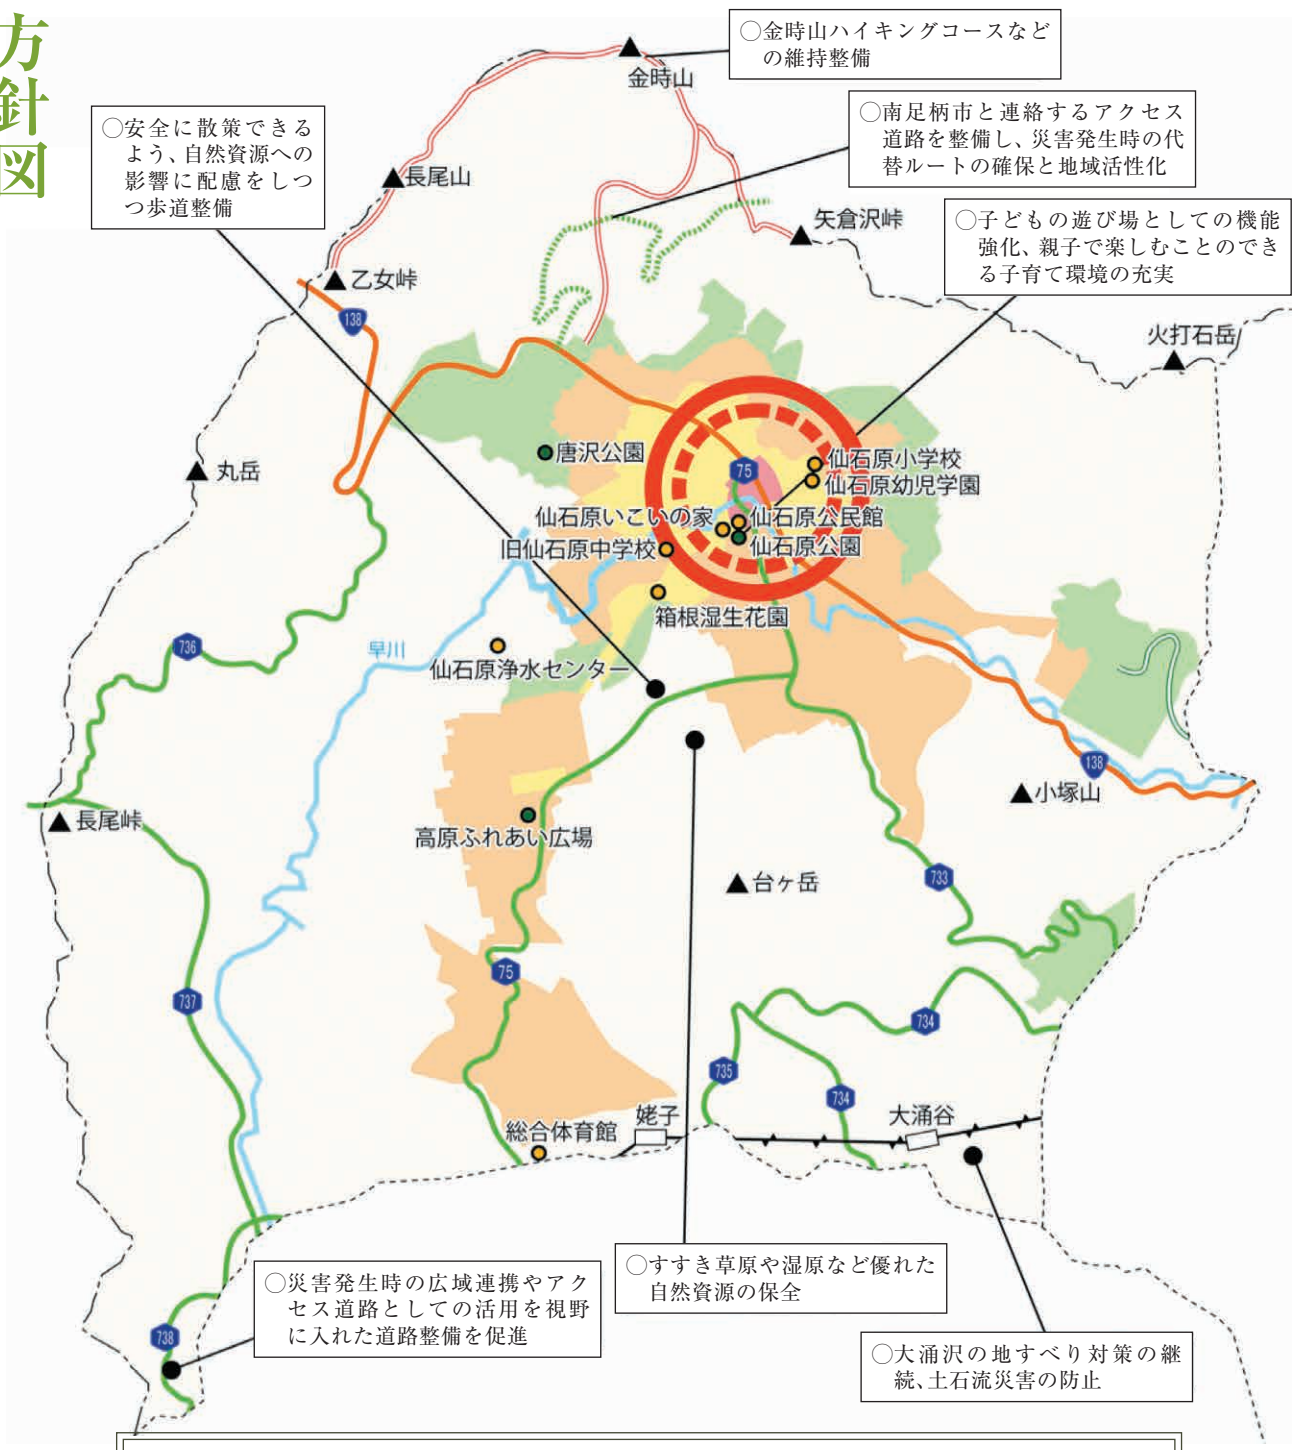 方針図
○金時山ハイキングコースなど
の維持整備
金時山
○南足柄市と連絡するアクセス
道路を整備し、災害発生時の代
替ルートの確保と地域活性化
○安全に散策できる
よう、自然資源への
影響に配慮をしつ
つ歩道整備
長尾山
矢倉沢峠
○子どもの遊び場としての機能
強化、親子で楽しむことのでき
る子育て環境の充実
乙女峠
138
火打石岳
丸岳
唐沢公園
75
仙石原小学校
仙石原幼児学園
仙石原いこいの家
仙石原公民館
旧仙石原中学校
仙石原公園
箱根湿生花園
736
早川
仙石原浄水センター
138
小塚山
長尾峠
高原ふれあい広場
台ヶ岳
733
75
737
734
735
734
姥子
大涌谷
総合体育館
○すすき草原や湿原など優れた
自然資源の保全
○災害発生時の広域連携やアク
セス道路としての活用を視野
に入れた道路整備を促進
738
○大涌沢の地すべり対策の継
続、土石流災害の防止